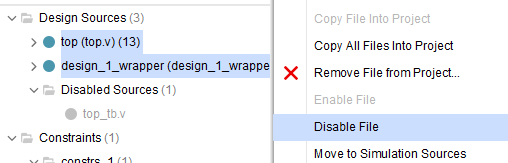 Design Sources (3)
top (top.v) (13)
design_1_wrapper (design_1_wrappe
Disabled Sources (1)
top_tb.v
Constraints (1)
constrs_1 (1)
Copy File Into Project
Copy All Files Into Project
Remove File from Project...
Enable File
Disable File
Move to Simulation Sources